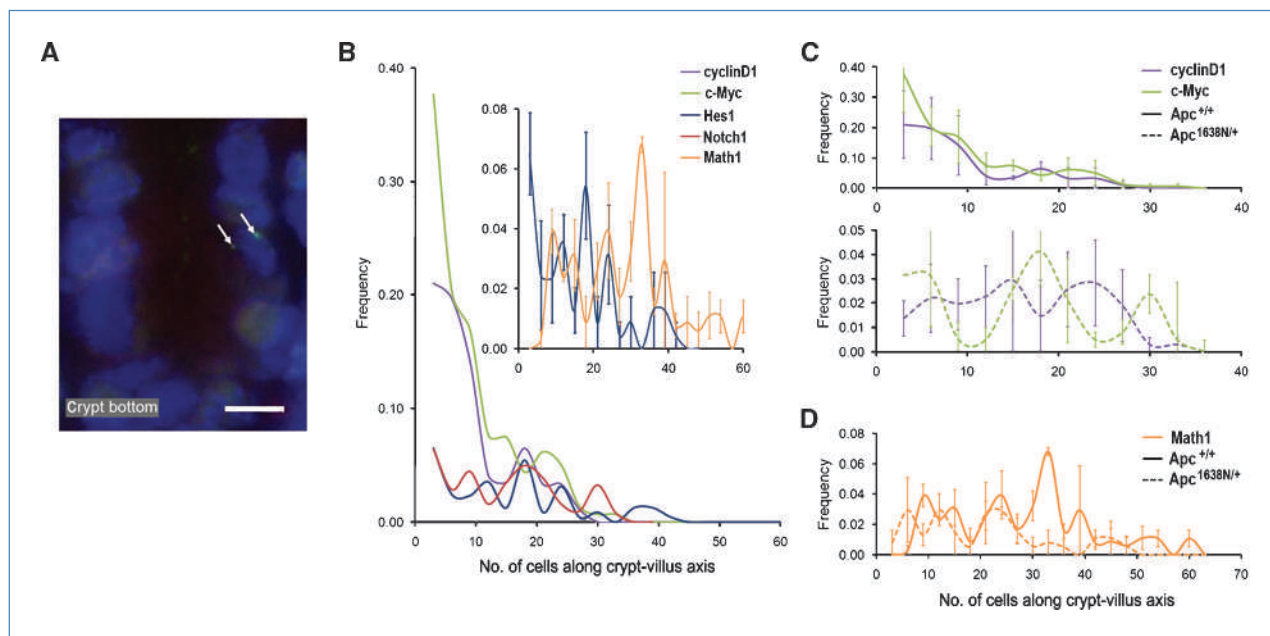 A
Crypt bottom
B
0.40
0.30
0.20
0.10
0.00
Frequency
0
10
20
30
40
50
60
No. of cells along crypt-villus axis
cyclinD1
c-Myc
Hes1
Notch1
Math1
0.08
0.06
0.04
0.02
0.00
0
20
40
60
C
0.40
0.30
0.20
0.10
0.00
Frequency
0
10
20
30
40
cyclinD1
c-Myc
Apc+/+
Apc1638N/+
0.05
0.04
0.03
0.02
0.01
0.00
Frequency
0
10
20
30
40
D
0.08
0.06
0.04
0.02
0.00
Frequency
0
10
20
30
40
50
60
70
No. of cells along crypt-villus axis
Math1
Apc+/+
Apc1638N/+